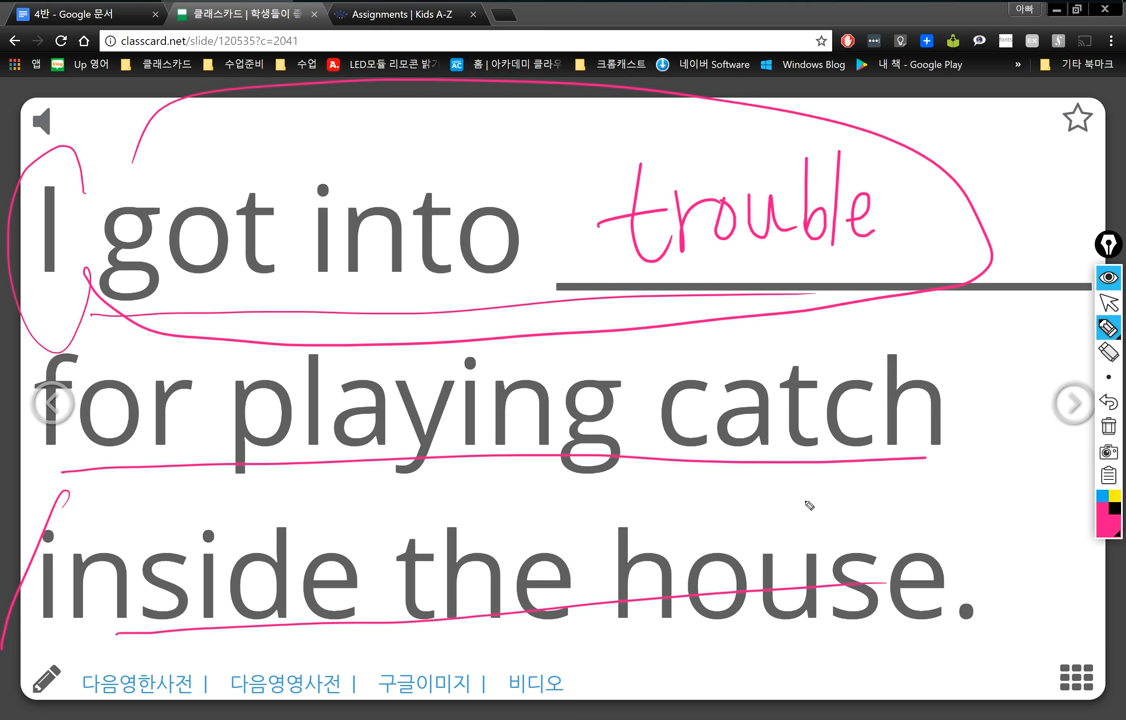 4반 - Google 문서
클래스카드 | 학생들이 즐
Assignments | Kids A-Z
아빠
classcard.net/slide/120535?c=2041
앱 Up 영어 클래스카드 수업준비 수업 LED모듈 리모콘 밝기 홈 | 아카데미 클라우 크롬캐스트 네이버 Software Windows Blog 내 책 - Google Play » 기타 북마크
I got into trouble
for playing catch
inside the house.
다음영한사전 | 다음영영사전 | 구글이미지 | 비디오